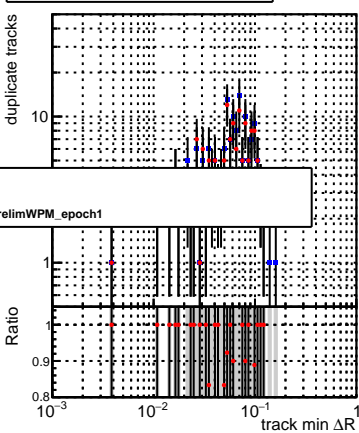 duplicate tracks
10
relimWPM_epoch1
1
Ratio
1
0.9
0.8
10−3 10−2 10−1 1
track min ΔR